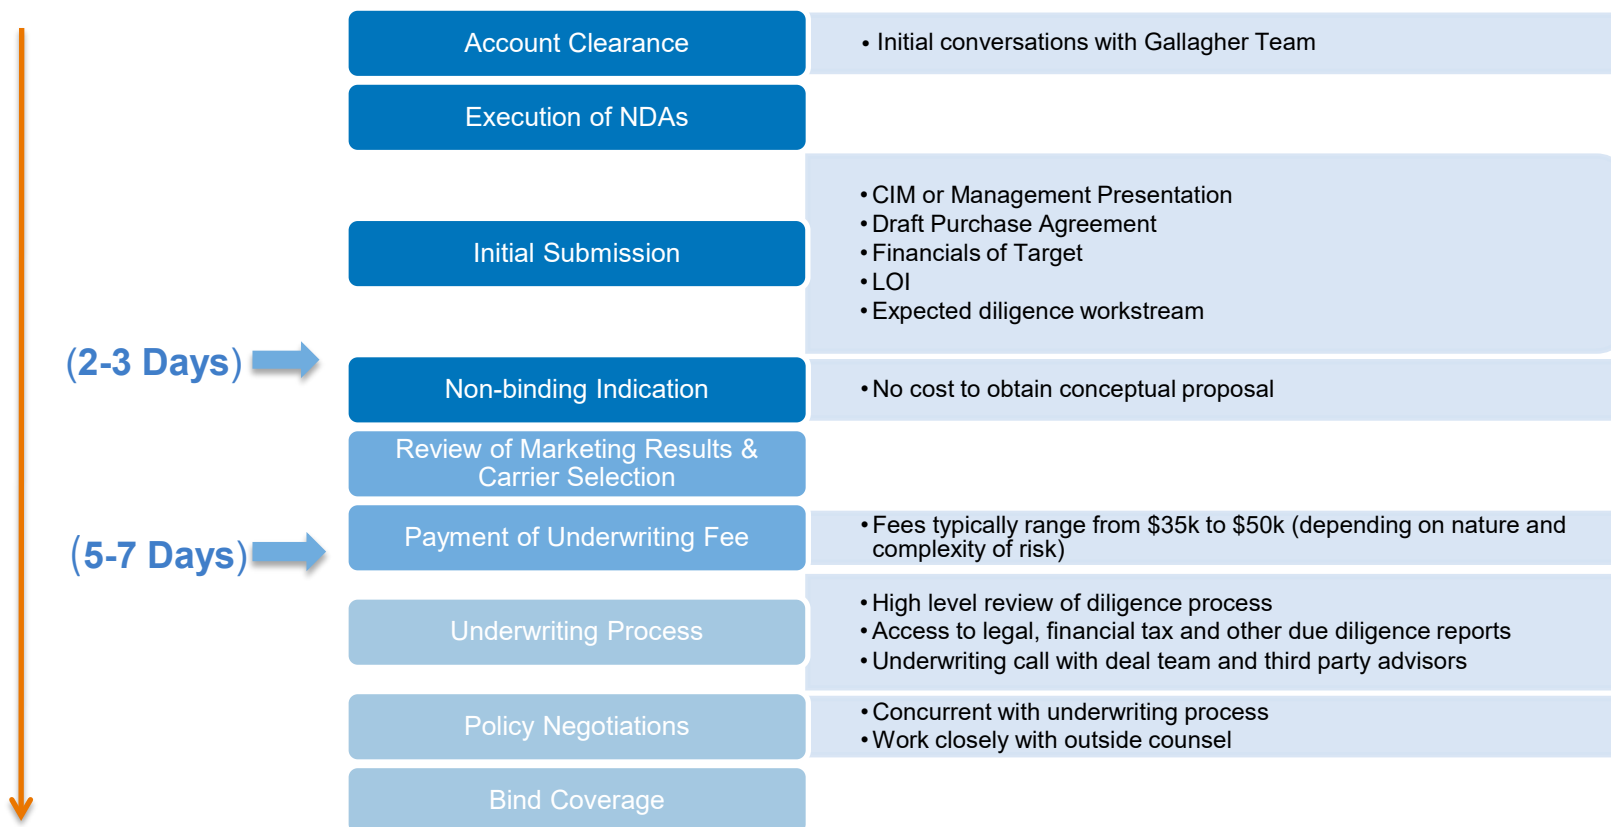 Account Clearance
• Initial conversations with Gallagher Team
Execution of NDAs
Initial Submission
• CIM or Management Presentation
• Draft Purchase Agreement
• Financials of Target
• LOI
• Expected diligence workstream
(2-3 Days)
Non-binding Indication
• No cost to obtain conceptual proposal
Review of Marketing Results &
Carrier Selection
(5-7 Days)
Payment of Underwriting Fee
• Fees typically range from $35k to $50k (depending on nature and
complexity of risk)
Underwriting Process
• High level review of diligence process
• Access to legal, financial tax and other due diligence reports
• Underwriting call with deal team and third party advisors
Policy Negotiations
• Concurrent with underwriting process
• Work closely with outside counsel
Bind Coverage